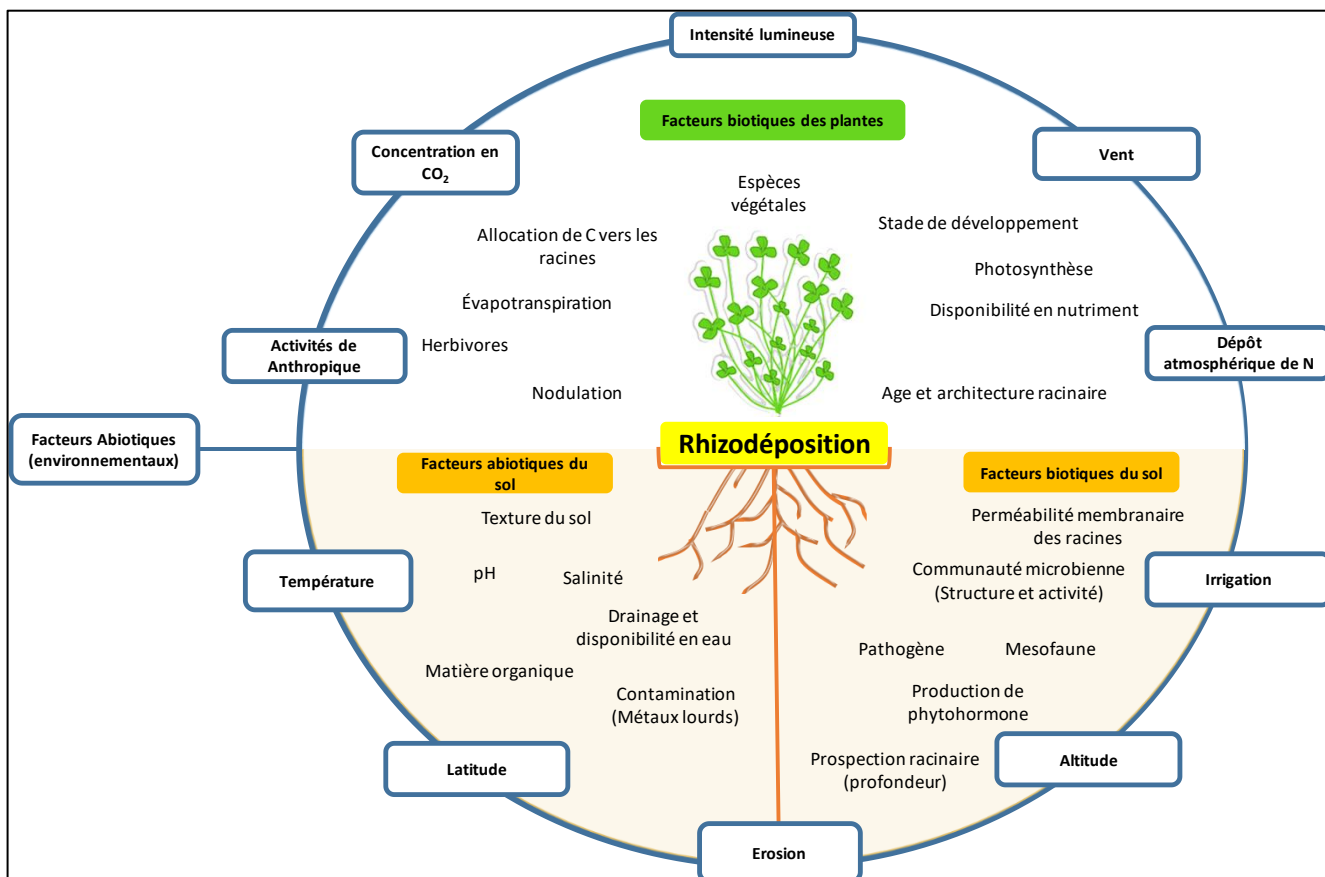 Intensité lumineuse
Facteurs biotiques des plantes
Concentration en
CO₂
Vent
Espèces
végétales
Stade de développement
Allocation de C vers les
racines
Photosynthèse
Évapotranspiration
Disponibilité en nutriment
Activités de
Anthropique
Herbivores
Dépôt
atmosphérique de N
Nodulation
Age et architecture racinaire
Facteurs Abiotiques
(environnementaux)
Rhizodéposition
Facteurs abiotiques du
sol
Facteurs biotiques du sol
Texture du sol
Perméabilité membranaire
des racines
Température
pH
Salinité
Communauté microbienne
(Structure et activité)
Irrigation
Drainage et
disponibilité en eau
Pathogène
Mesofaune
Matière organique
Contamination
(Métaux lourds)
Production de
phytohormone
Latitude
Prospection racinaire
(profondeur)
Altitude
Erosion